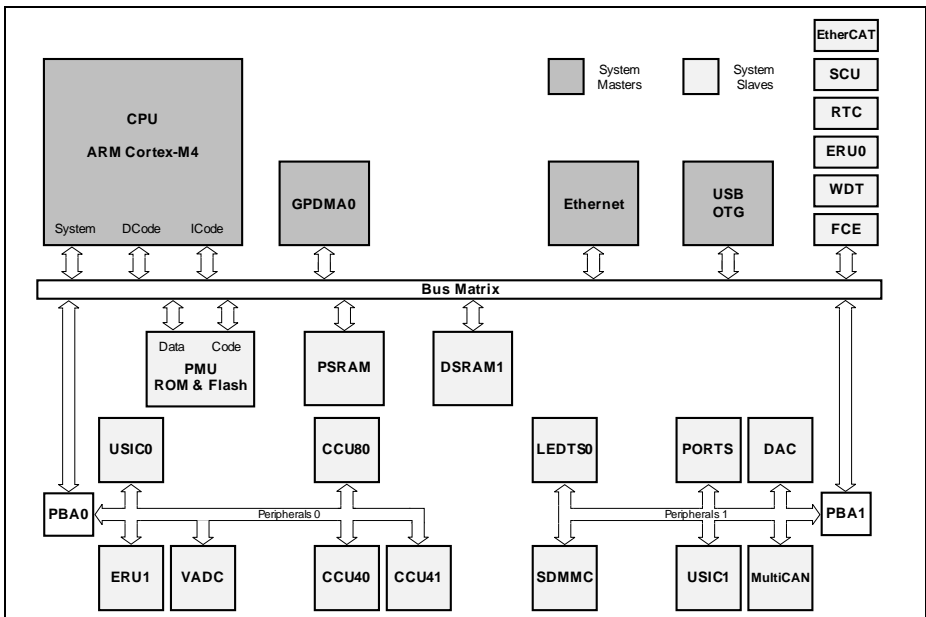 EtherCAT
System
Masters
System
Slaves
SCU
CPU
ARM Cortex-M4
RTC
ERU0
GPDMA0
Ethernet
USB
OTG
WDT
System
DCode
ICode
FCE
Bus Matrix
Data
Code
PMU
ROM & Flash
PSRAM
DSRAM1
USIC0
CCU80
LEDTS0
PORTS
DAC
PBA0
Peripherals 0
Peripherals 1
PBA1
ERU1
VADC
CCU40
CCU41
SDMMC
USIC1
MultiCAN